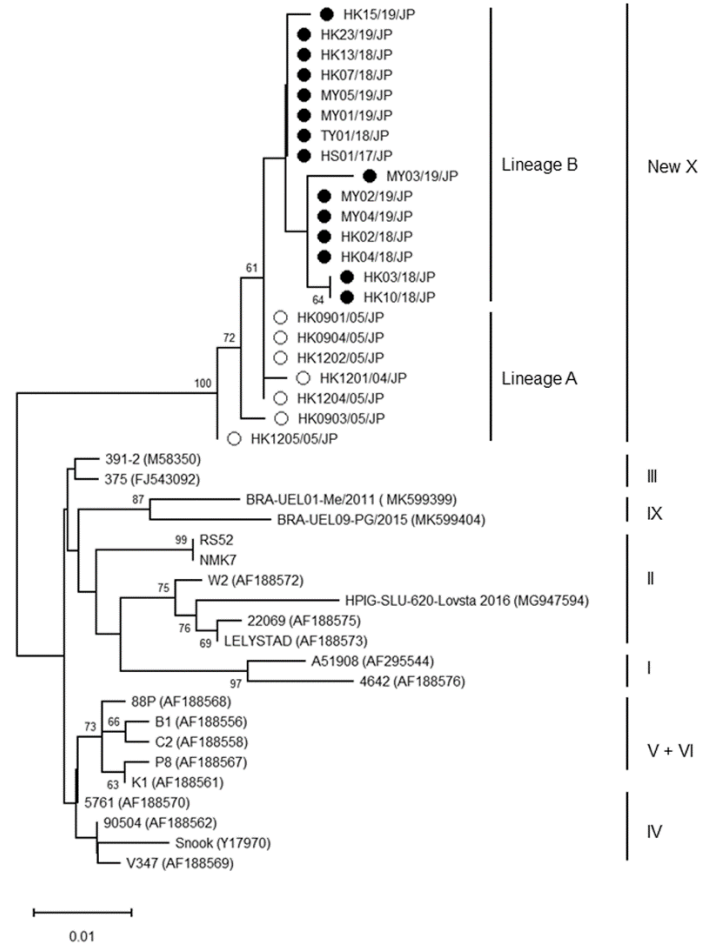 HK15/19/JP
HK23/19/JP
HK13/18/JP
HK07/18/JP
MY05/19/JP
MY01/19/JP
TY01/18/JP
HS01/17/JP
Lineage B
New X
MY03/19/JP
MY02/19/JP
MY04/19/JP
HK02/18/JP
HK04/18/JP
61
HK03/18/JP
64
HK10/18/JP
HK0901/05/JP
72
HK0904/05/JP
HK1202/05/JP
100
HK1201/04/JP
Lineage A
HK1204/05/JP
HK0903/05/JP
HK1205/05/JP
391-2 (M58350)
375 (FJ543092)
III
87
BRA-UEL01-Me/2011 ( MK599399)
BRA-UEL09-PG/2015 (MK599404)
IX
99
RS52
NMK7
W2 (AF188572)
II
75
HPIG-SLU-620-Lovsta 2016 (MG947594)
76
22069 (AF188575)
69
LELYSTAD (AF188573)
A51908 (AF295544)
I
97
4642 (AF188576)
88P (AF188568)
73
66
B1 (AF188556)
C2 (AF188558)
V + VI
P8 (AF188567)
63
K1 (AF188561)
5761 (AF188570)
90504 (AF188562)
IV
Snook (Y17970)
V347 (AF188569)
0.01